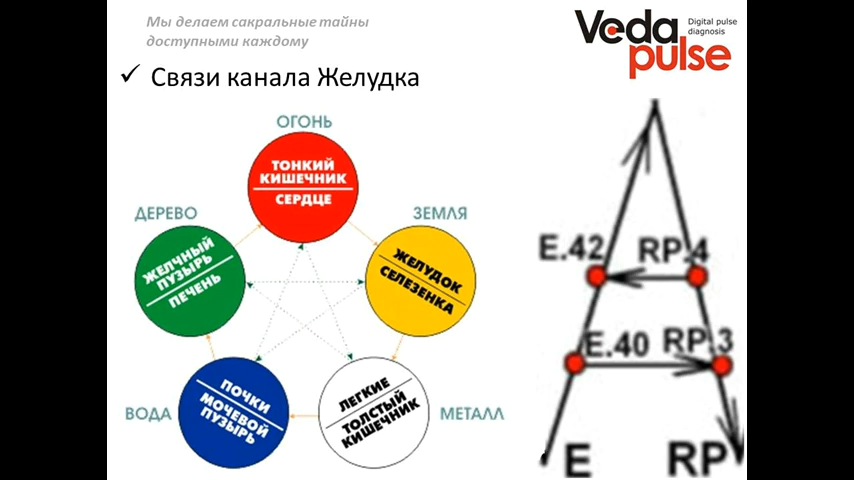 Мы делаем сакральные тайны
доступными каждому
Veda
pulse
Digital pulse
diagnosis
✓ Связи канала Желудка
ОГОНЬ
ТОНКИЙ
КИШЕЧНИК
СЕРДЦЕ
ДЕРЕВО
ЖЕЛЧНЫЙ
ПУЗЫРЬ
ПЕЧЕНЬ
ЗЕМЛЯ
ЖЕЛУДОК
СЕЛЕЗЕНКА
ВОДА
ПОЧКИ
МОЧЕВОЙ
ПУЗЫРЬ
ЛЕГКИЕ
ТОЛСТЫЙ
КИШЕЧНИК
МЕТАЛЛ
E.42 RP.4
E.40 RP.3
E RP